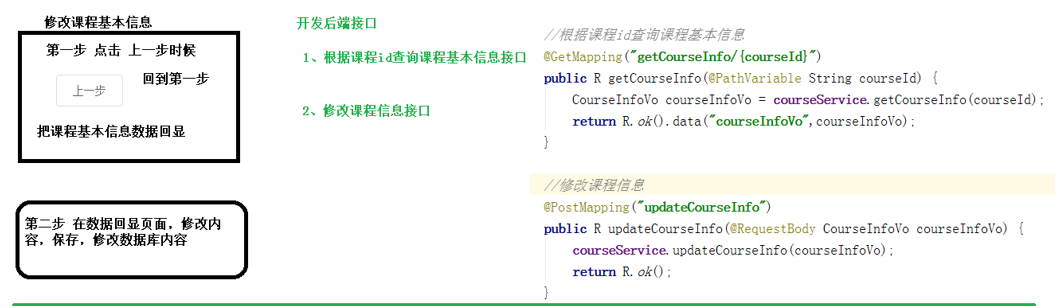 修改课程基本信息
第一步 点击 上一步时候
上一步
回到第一步
把课程基本信息数据回显
第二步 在数据回显页面，修改内
容，保存，修改数据库内容
开发后端接口
1、根据课程id查询课程基本信息接口
2、修改课程信息接口
//根据课程id查询课程基本信息
@GetMapping("getCourseInfo/{courseId}")
public R getCourseInfo(@PathVariable String courseId) {
CourseInfoVo courseInfoVo = courseService.getCourseInfo(courseId);
return R.ok().data("courseInfoVo",courseInfoVo);
}
//修改课程信息
@PostMapping("updateCourseInfo")
public R updateCourseInfo(@RequestBody CourseInfoVo courseInfoVo) {
courseService.updateCourseInfo(courseInfoVo);
return R.ok();
}